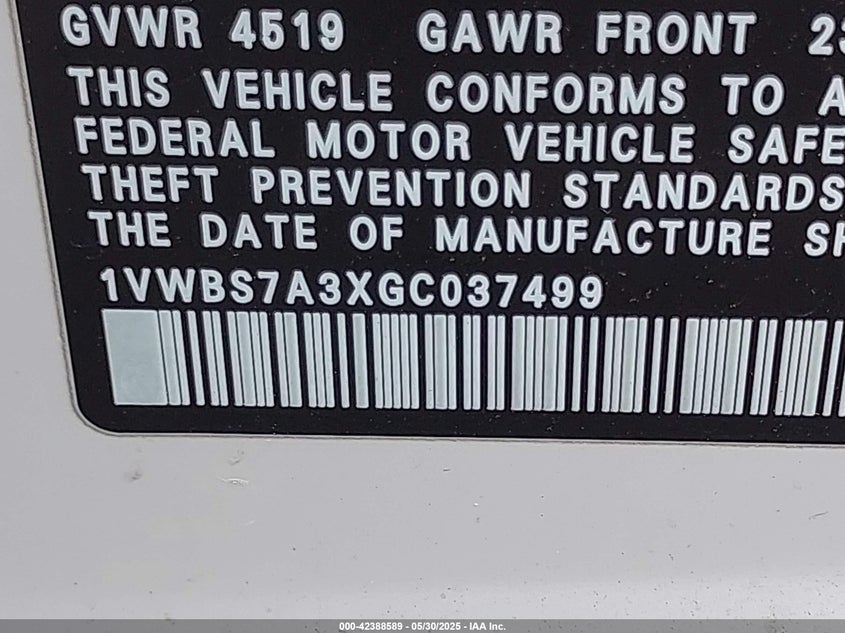 GVWR 4519 GAWR FRONT
THIS VEHICLE CONFORMS TO
FEDERAL MOTOR VEHICLE
THEFT PREVENTION STANDARDS
THE DATE OF MANUFACTURE
1VWBS7A3XGC037499
000-42388589 - 05/30/2025 - IAA Inc.